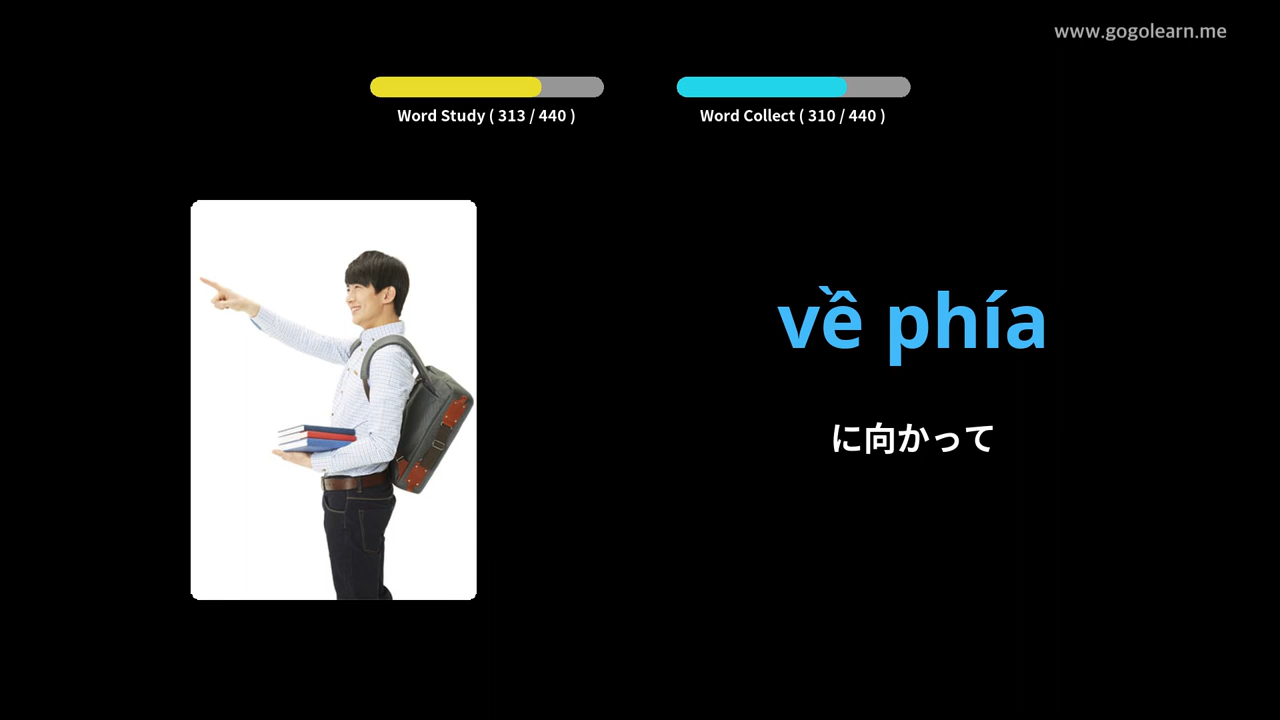 www.gogolearn.me
Word Study ( 313 / 440 )
Word Collect ( 310 / 440 )
về phía
に向かって